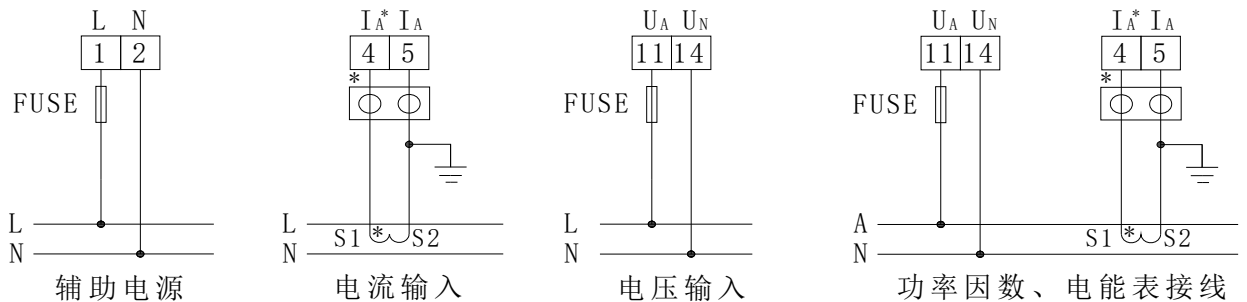 L N
1 2
FUSE
L
N
辅助电源
IA* IA
4 5
*
L
N
S1 * S2
电流输入
UA UN
11 14
FUSE
L
N
电压输入
UA UN
11 14
FUSE
IA* IA
4 5
*
A
N
S1 * S2
功率因数、电能表接线